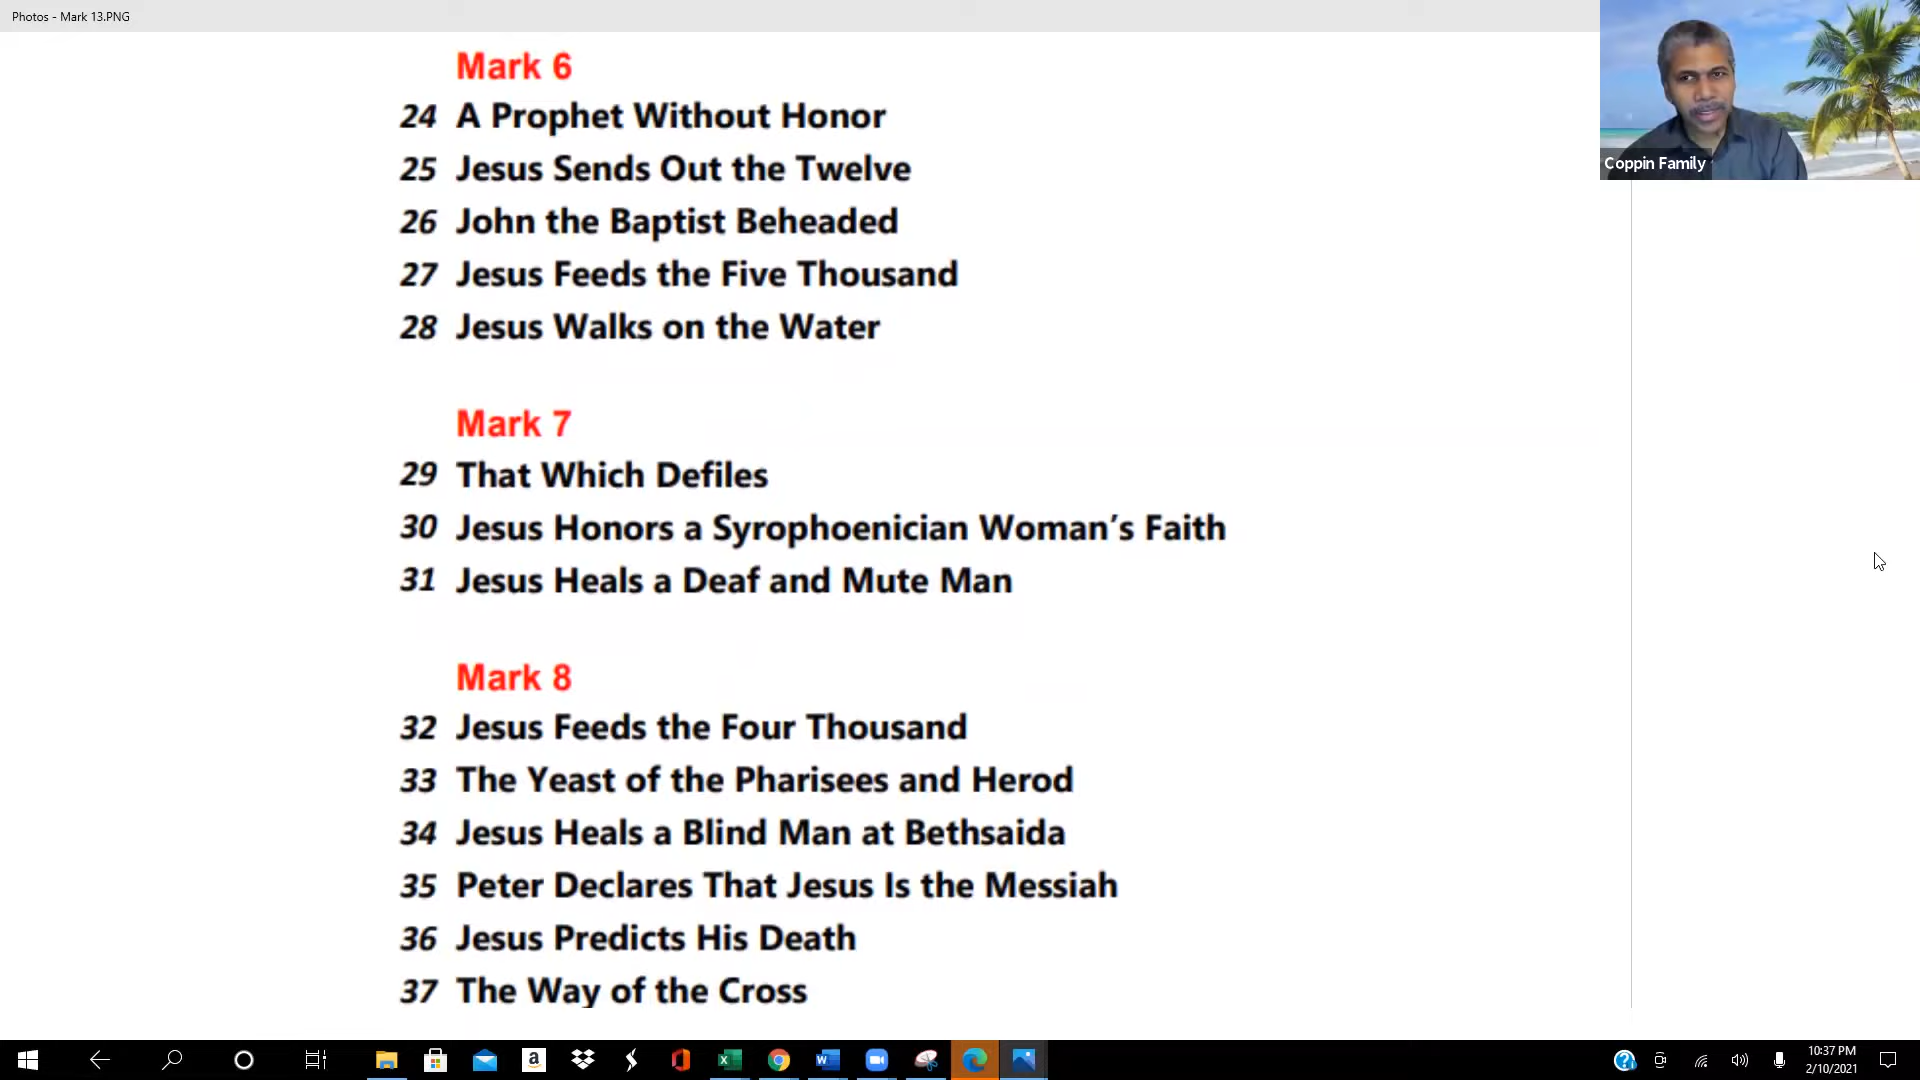 Photos - Mark 13.PNG
Mark 6
24 A Prophet Without Honor
25 Jesus Sends Out the Twelve
26 John the Baptist Beheaded
27 Jesus Feeds the Five Thousand
28 Jesus Walks on the Water
Mark 7
29 That Which Defiles
30 Jesus Honors a Syrophoenician Woman’s Faith
31 Jesus Heals a Deaf and Mute Man
Mark 8
32 Jesus Feeds the Four Thousand
33 The Yeast of the Pharisees and Herod
34 Jesus Heals a Blind Man at Bethsaida
35 Peter Declares That Jesus Is the Messiah
36 Jesus Predicts His Death
37 The Way of the Cross
Coppin Family
10:37 PM
2/10/2021